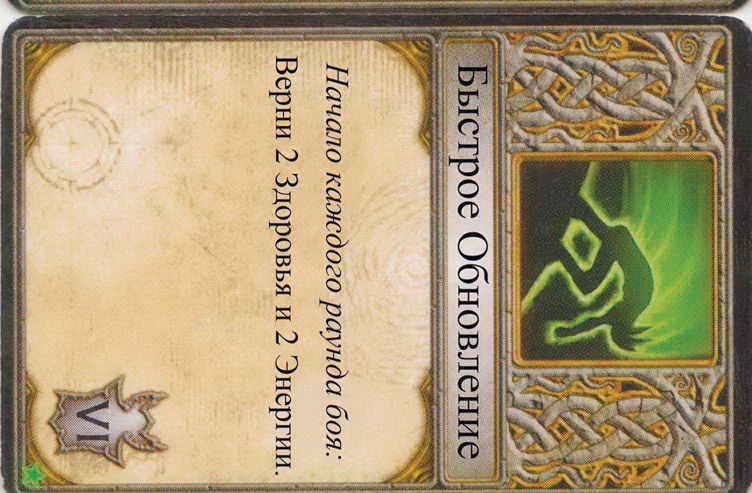 Быстрое Обновление
Начало каждого раунда боя:
Верни 2 Здоровья и 2 Энергии.
VI